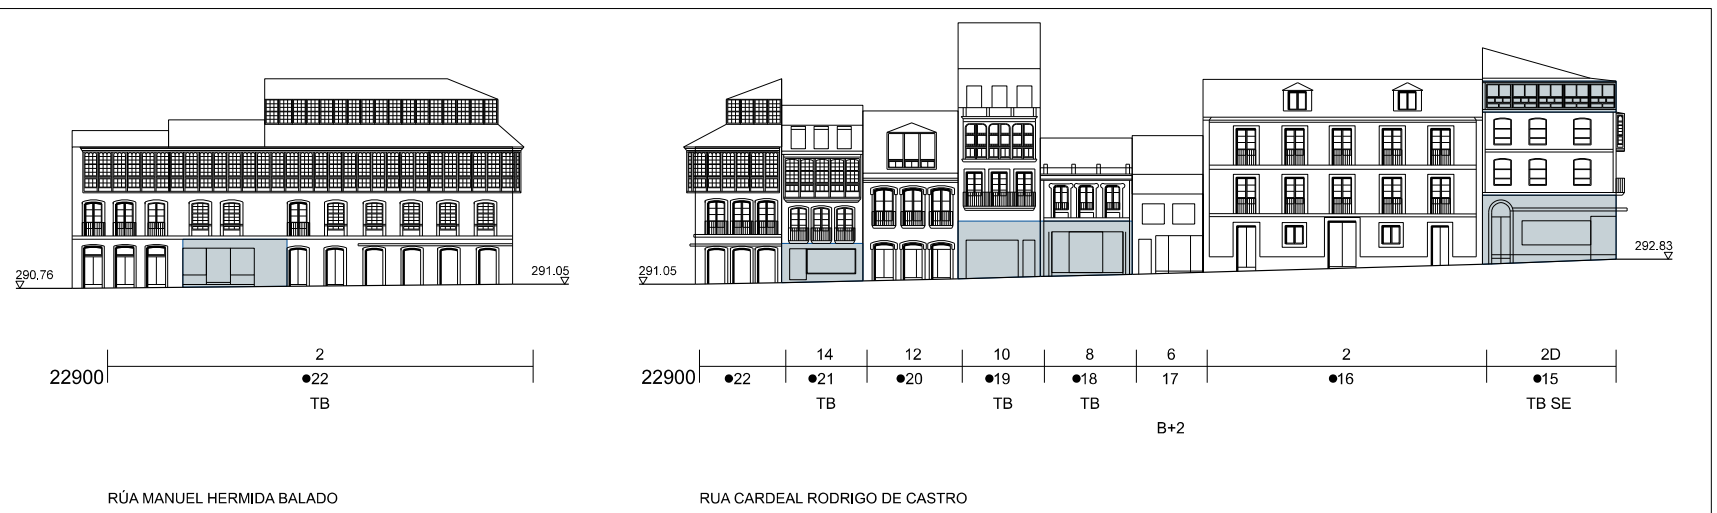 290,76
291.05
291.05
292.83
2
14
12
10
8
6
2
2D
22900
●22
22900
●22
●21
●20
●19
●18
17
●16
●15
TB
TB
TB
TB
TB SE
B+2
RÚA MANUEL HERMIDA BALADO
RUA CARDEAL RODRIGO DE CASTRO